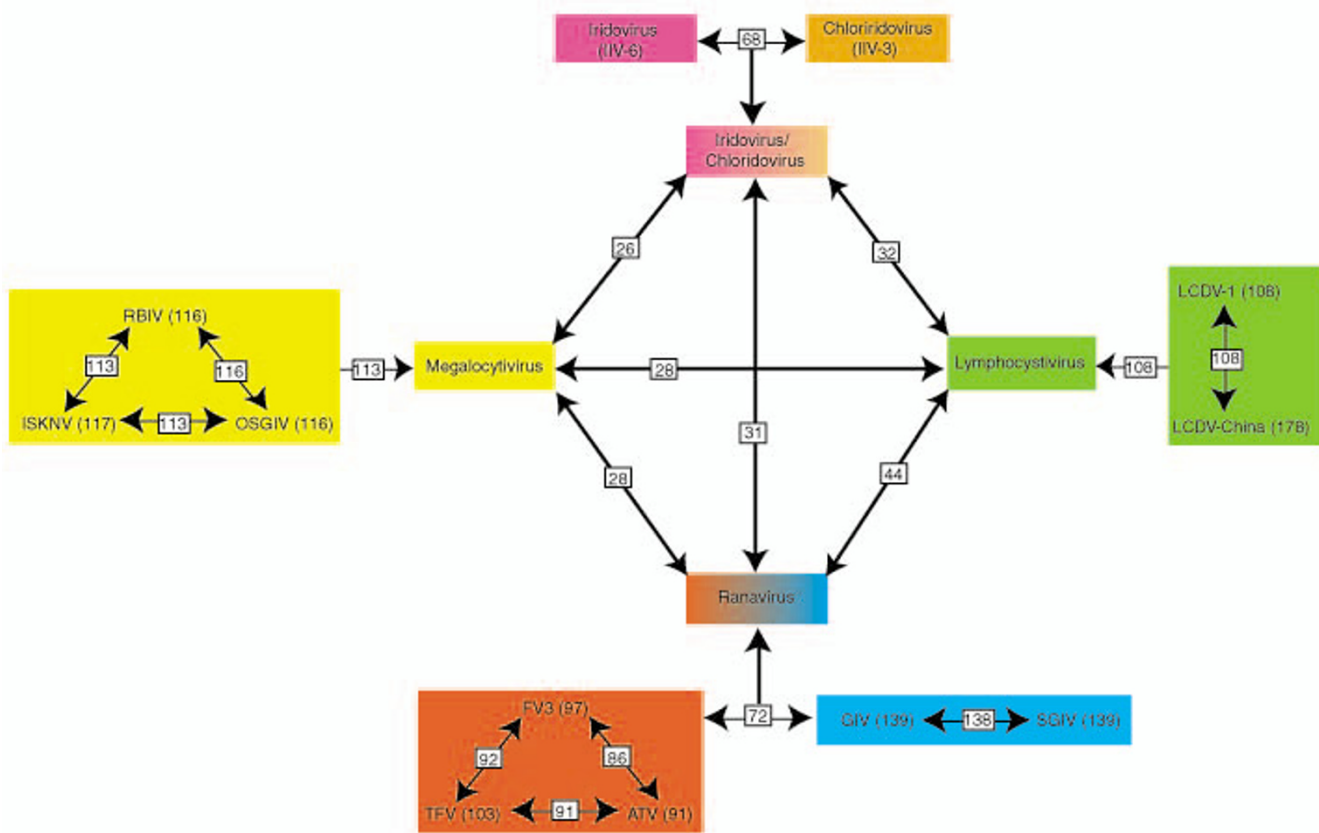 Iridovirus
(IIV-6)
68
Chloriridovirus
(IIV-3)
Iridovirus/
Chloridovirus
26
32
RBIV (116)
113
116
ISKNV (117)
113
OSGIV (116)
113
Megalocytivirus
28
31
Lymphocystivirus
108
LCDV-1 (108)
108
LCDV-China (178)
28
44
Ranavirus
FV3 (97)
92
86
TFV (103)
91
ATV (91)
72
GIV (139)
138
SGIV (139)